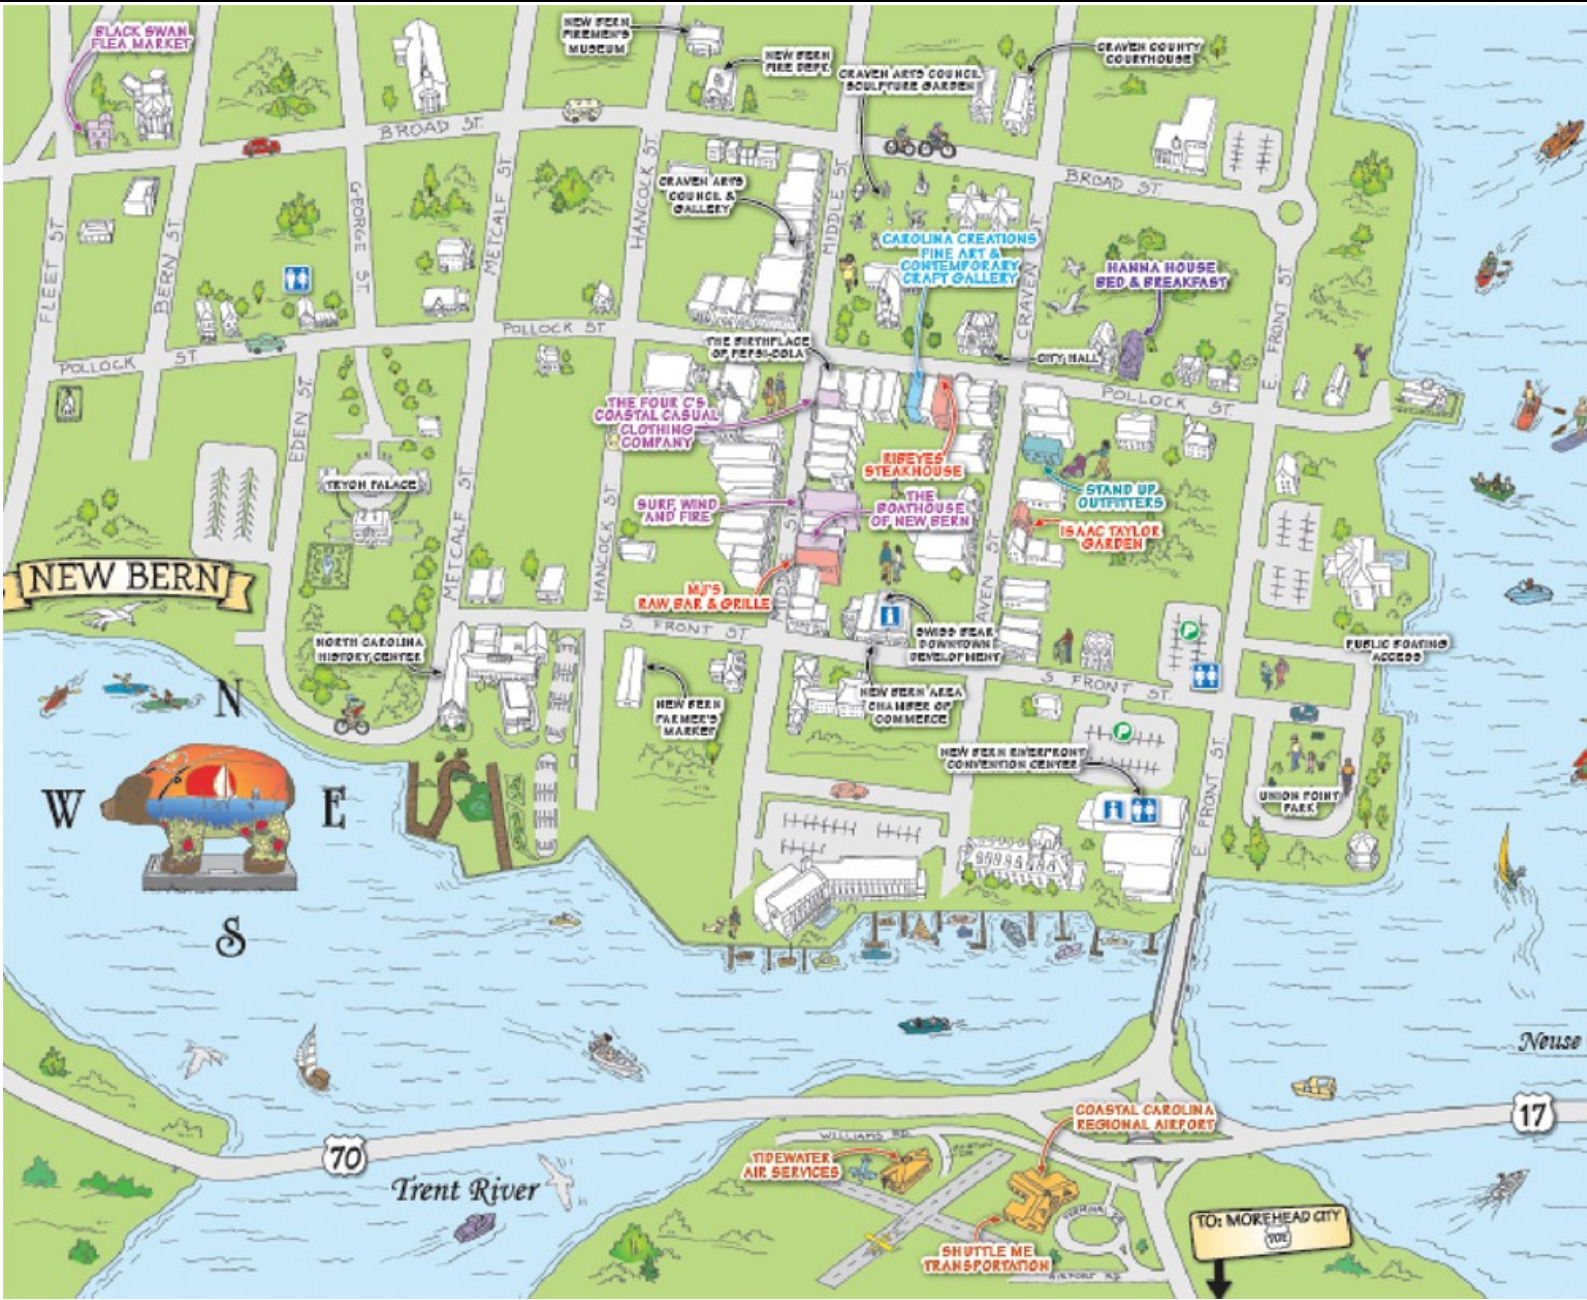 BLACK SWAN
FLEA MARKET
NEW BERN
FIREMEN'S
MUSEUM
NEW BERN
FIRE DEPT.
CRAVEN ARTS COUNCIL
SCULPTURE GARDEN
CRAVEN COUNTY
COURTHOUSE
BROAD ST.
BROAD ST.
FLEET ST.
BERN ST.
GEORGE ST.
METCALF ST.
HANCOCK ST.
MIDDLE ST.
CRAVEN ST
E. FRONT ST
CRAVEN ARTS
COUNCIL &
GALLERY
CAROLINA CREATIONS
FINE ART &
CONTEMPORARY
CRAFT GALLERY
HANNA HOUSE
BED & BREAKFAST
POLLOCK ST.
POLLOCK ST
POLLOCK ST.
THE BIRTHPLACE
OF PEPSI-COLA
CITY HALL
THE FOUR C'S
COASTAL CASUAL
CLOTHING
COMPANY
RIBEYES
STEAKHOUSE
EDEN ST.
TRYON PALACE
METCALF ST.
HANCOCK ST
SURF, WIND
AND FIRE
THE
BOATHOUSE
OF NEW BERN
STAND UP
OUTFITTERS
ISAAC TAYLOR
GARDEN
AVEN ST
NEW BERN
MJ'S
RAW BAR & GRILLE
S. FRONT ST.
NORTH CAROLINA
HISTORY CENTER
i
SWISS BEAR
DOWNTOWN
DEVELOPMENT
P
PUBLIC BOATING
ACCESS
NEW BERN
FARMER'S
MARKET
NEW BERN AREA
CHAMBER OF
COMMERCE
S FRONT ST.
P
NEW BERN RIVERFRONT
CONVENTION CENTER
i
E FRONT ST.
UNION POINT
PARK
N
W
E
S
Neuse
17
70
Trent River
WILLIAMS RD
TIDEWATER
AIR SERVICES
COASTAL CAROLINA
REGIONAL AIRPORT
TERMINAL DR
SHUTTLE ME
TRANSPORTATION
AIRPORT RD
TO: MOREHEAD CITY
70E